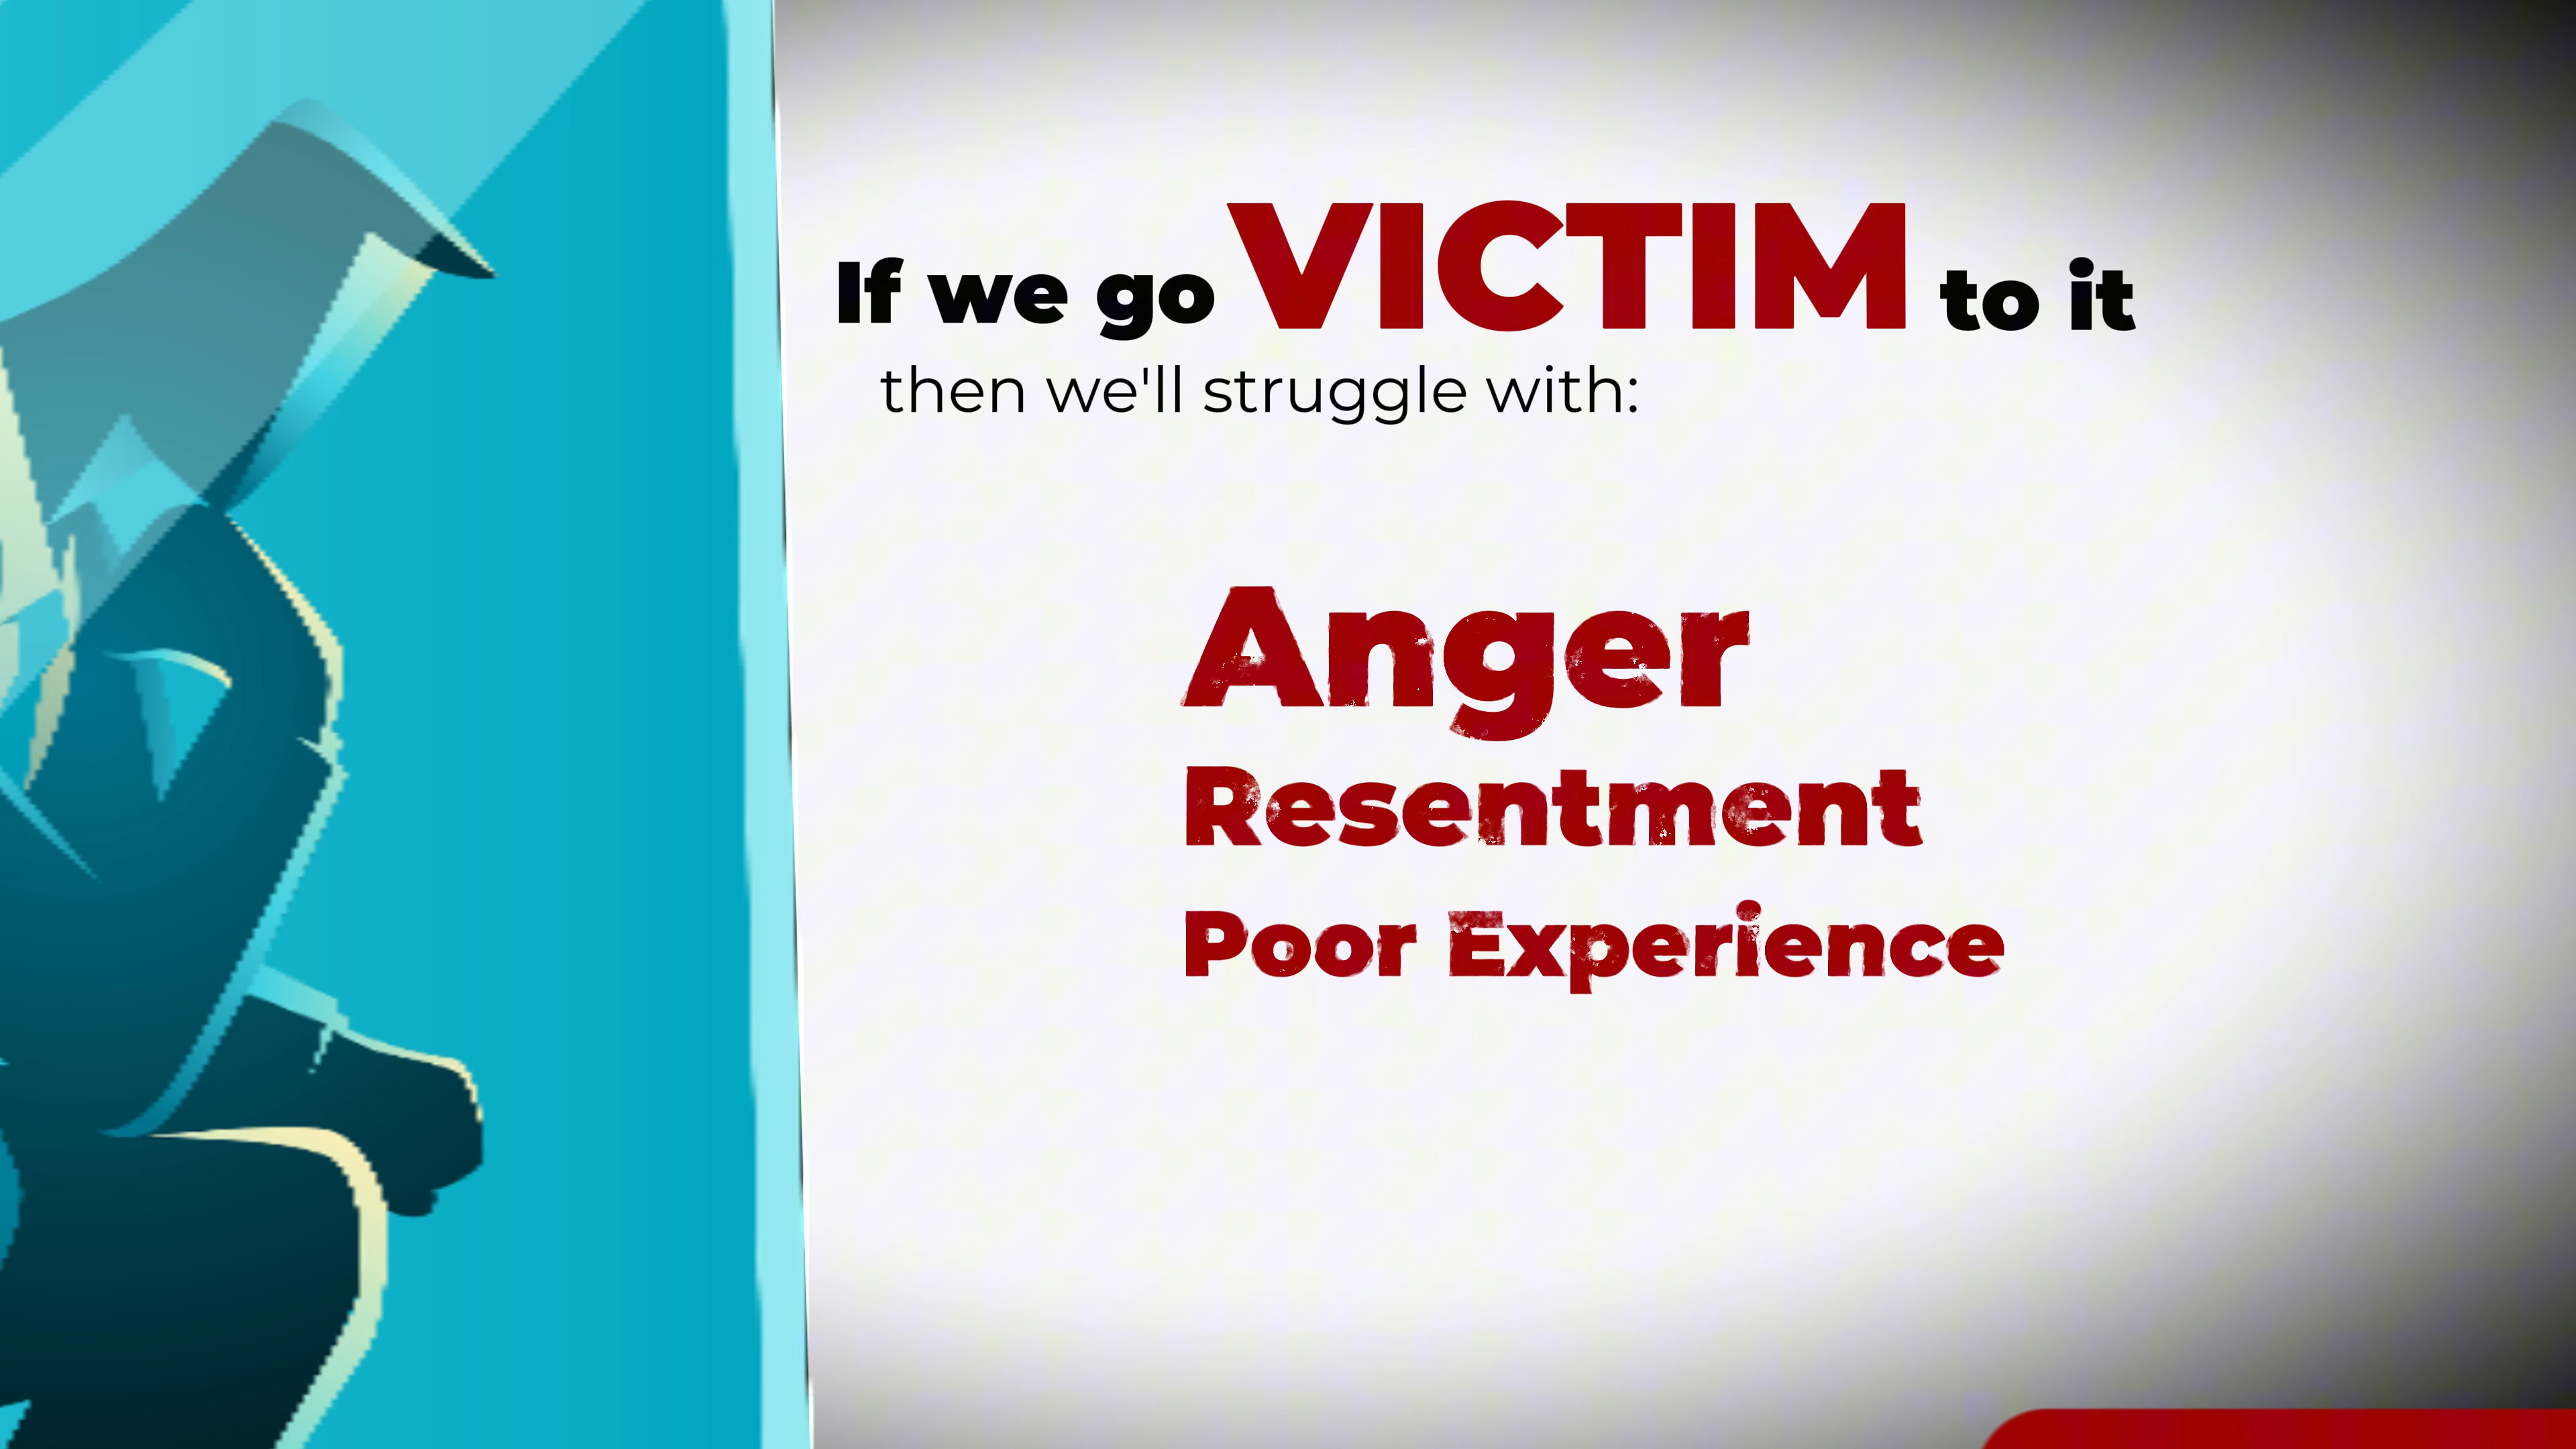 If we go VICTIM to it
then we'll struggle with:
Anger
Resentment
Poor Experience